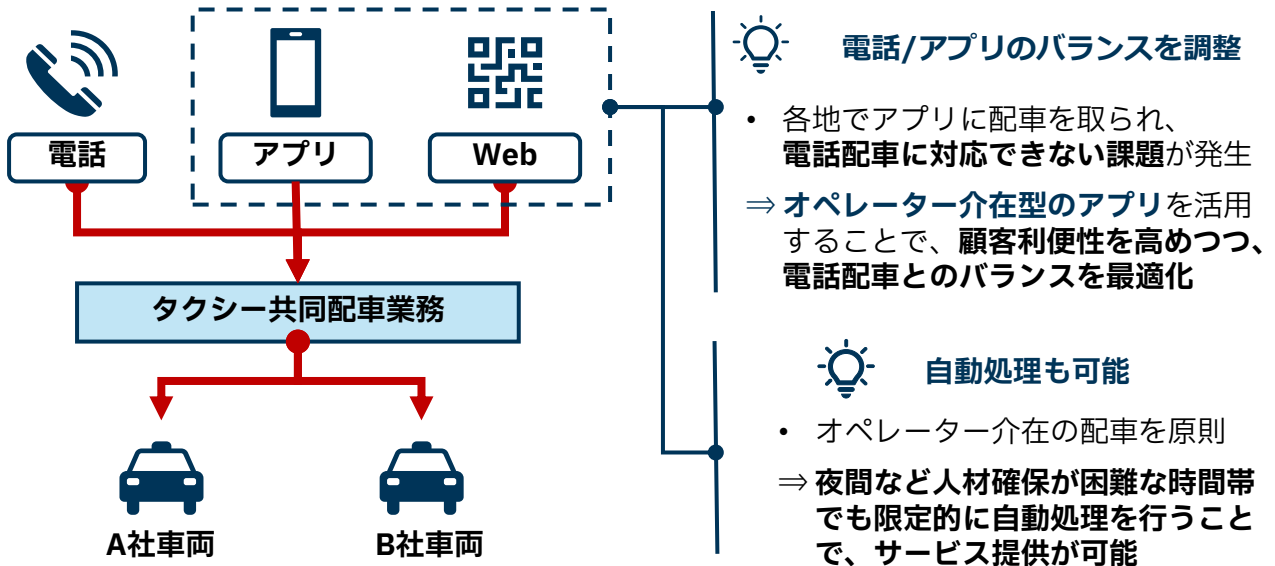 電話
アプリ
Web
タクシー共同配車業務
A社車両
B社車両
電話/アプリのバランスを調整
• 各地でアプリに配車を取られ、
電話配車に対応できない課題が発生
⇒ オペレーター介在型のアプリを活用
することで、顧客利便性を高めつつ、
電話配車とのバランスを最適化
自動処理も可能
• オペレーター介在の配車を原則
⇒ 夜間など人材確保が困難な時間帯
でも限定的に自動処理を行うこと
で、サービス提供が可能